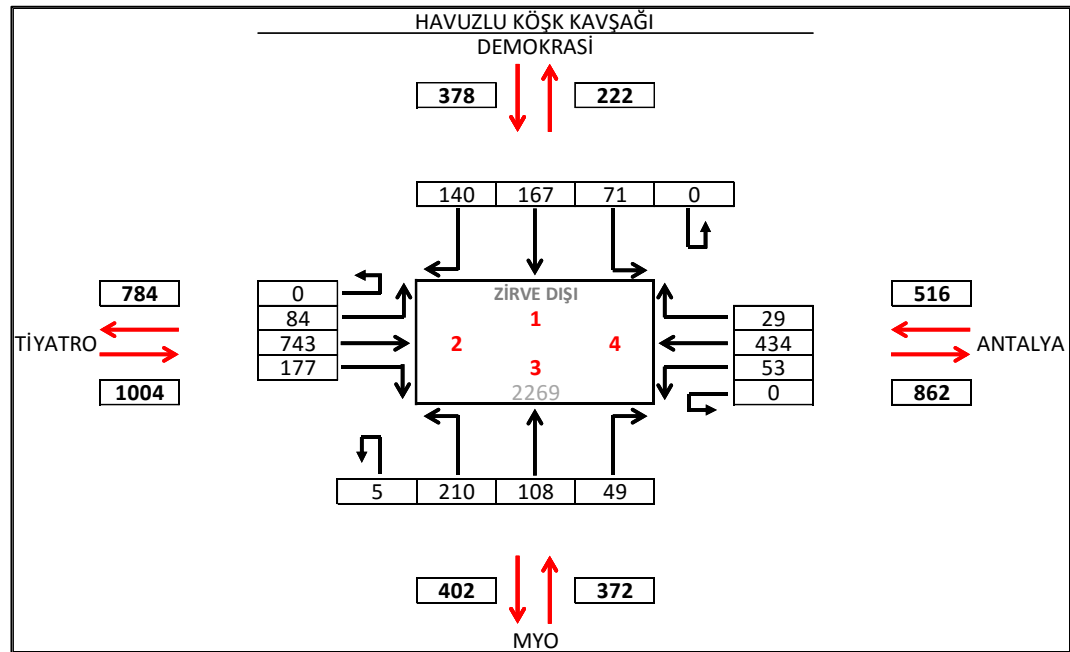 HAVUZLU KÖŞK KAVŞAĞI
DEMOKRASİ
378 222
140 167 71 0
784 0 ZİRVE DIŞI 516
84 1 29
TİYATRO 743 2 4 434 ANTALYA
177 3 53
1004 2269 0 862
5 210 108 49
402 372
MYO